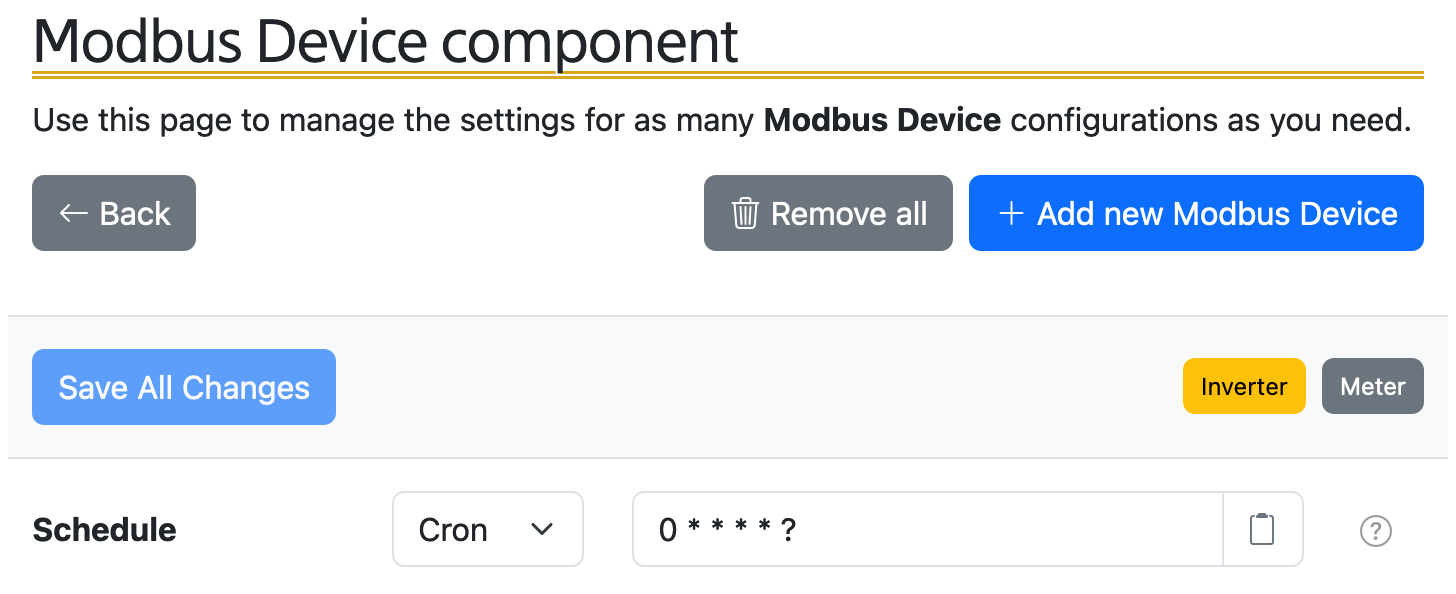 Modbus Device component
Use this page to manage the settings for as many Modbus Device configurations as you need.
← Back
Remove all
+ Add new Modbus Device
Save All Changes
Inverter
Meter
Schedule
Cron
0 * * * * ?
?